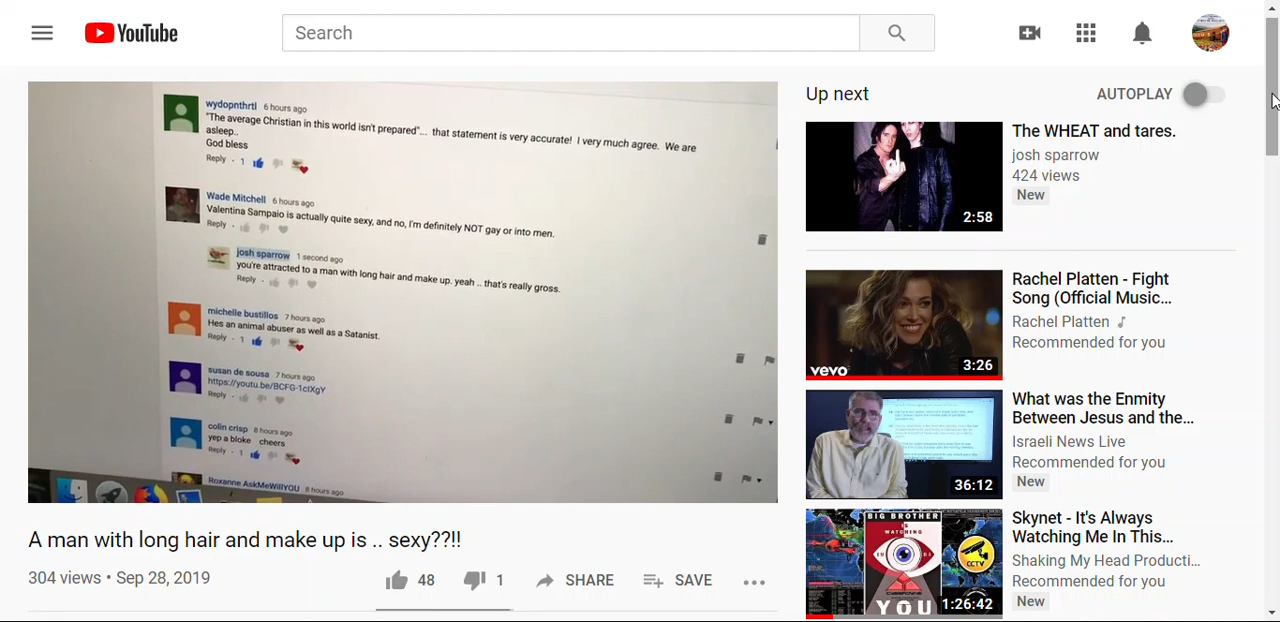 YouTube
Search
wydopnthrtl 6 hours ago
"The average Christian in this world isn't prepared"... that statement is very accurate! I very much agree. We are
asleep..
God bless
Reply · 1
Wade Mitchell 6 hours ago
Valentina Sampaio is actually quite sexy, and no, I'm definitely NOT gay or into men.
Reply ·
josh sparrow 1 second ago
you're attracted to a man with long hair and make up. yeah .. that's really gross.
Reply ·
michelle bustillos 7 hours ago
Hes an animal abuser as well as a Satanist.
Reply · 1
susan de sousa 7 hours ago
https://youtu.be/BCFG-1cIXgY
Reply ·
colin crisp 8 hours ago
yep a bloke cheers
Reply ·
Roxanne AskMeWillYOU 8 hours ago
A man with long hair and make up is .. sexy??!!
304 views • Sep 28, 2019
48
1
SHARE
SAVE
Up next
AUTOPLAY
2:58
The WHEAT and tares.
josh sparrow
424 views
New
vevo
3:26
Rachel Platten - Fight
Song (Official Music...
Rachel Platten
Recommended for you
36:12
What was the Enmity
Between Jesus and the...
Israeli News Live
Recommended for you
New
BIG BROTHER
IS
WATCHING
YOU
CCTV
1:26:42
Skynet - It's Always
Watching Me In This...
Shaking My Head Producti...
Recommended for you
New